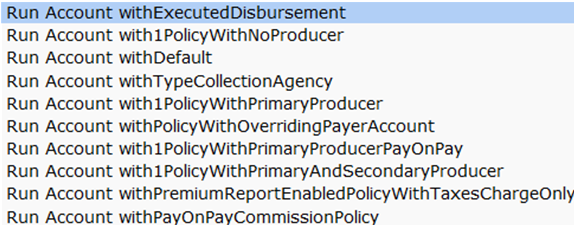 Run Account withExecutedDisbursement
Run Account with1PolicyWithNoProducer
Run Account withDefault
Run Account withTypeCollectionAgency
Run Account with1PolicyWithPrimaryProducer
Run Account withPolicyWithOverridingPayerAccount
Run Account with1PolicyWithPrimaryProducerPayOnPay
Run Account with1PolicyWithPrimaryAndSecondaryProducer
Run Account withPremiumReportEnabledPolicyWithTaxesChargeOnly
Run Account withPayOnPayCommissionPolicy